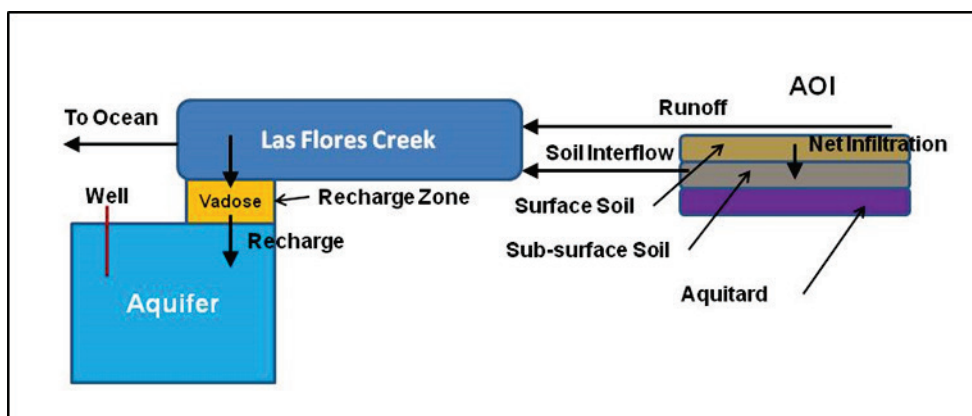 AOI
Runoff
To Ocean
Las Flores Creek
Soil Interflow
Net Infiltration
Well
Vadose
Recharge Zone
Surface Soil
Recharge
Sub-surface Soil
Aquifer
Aquitard